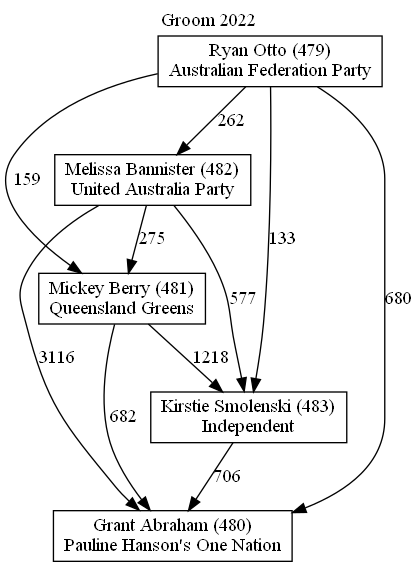 Groom 2022
Ryan Otto (479)
Australian Federation Party
262
Melissa Bannister (482)
United Australia Party
159
275
133
Mickey Berry (481)
Queensland Greens
577
680
3116
1218
Kirstie Smolenski (483)
Independent
682
706
Grant Abraham (480)
Pauline Hanson's One Nation